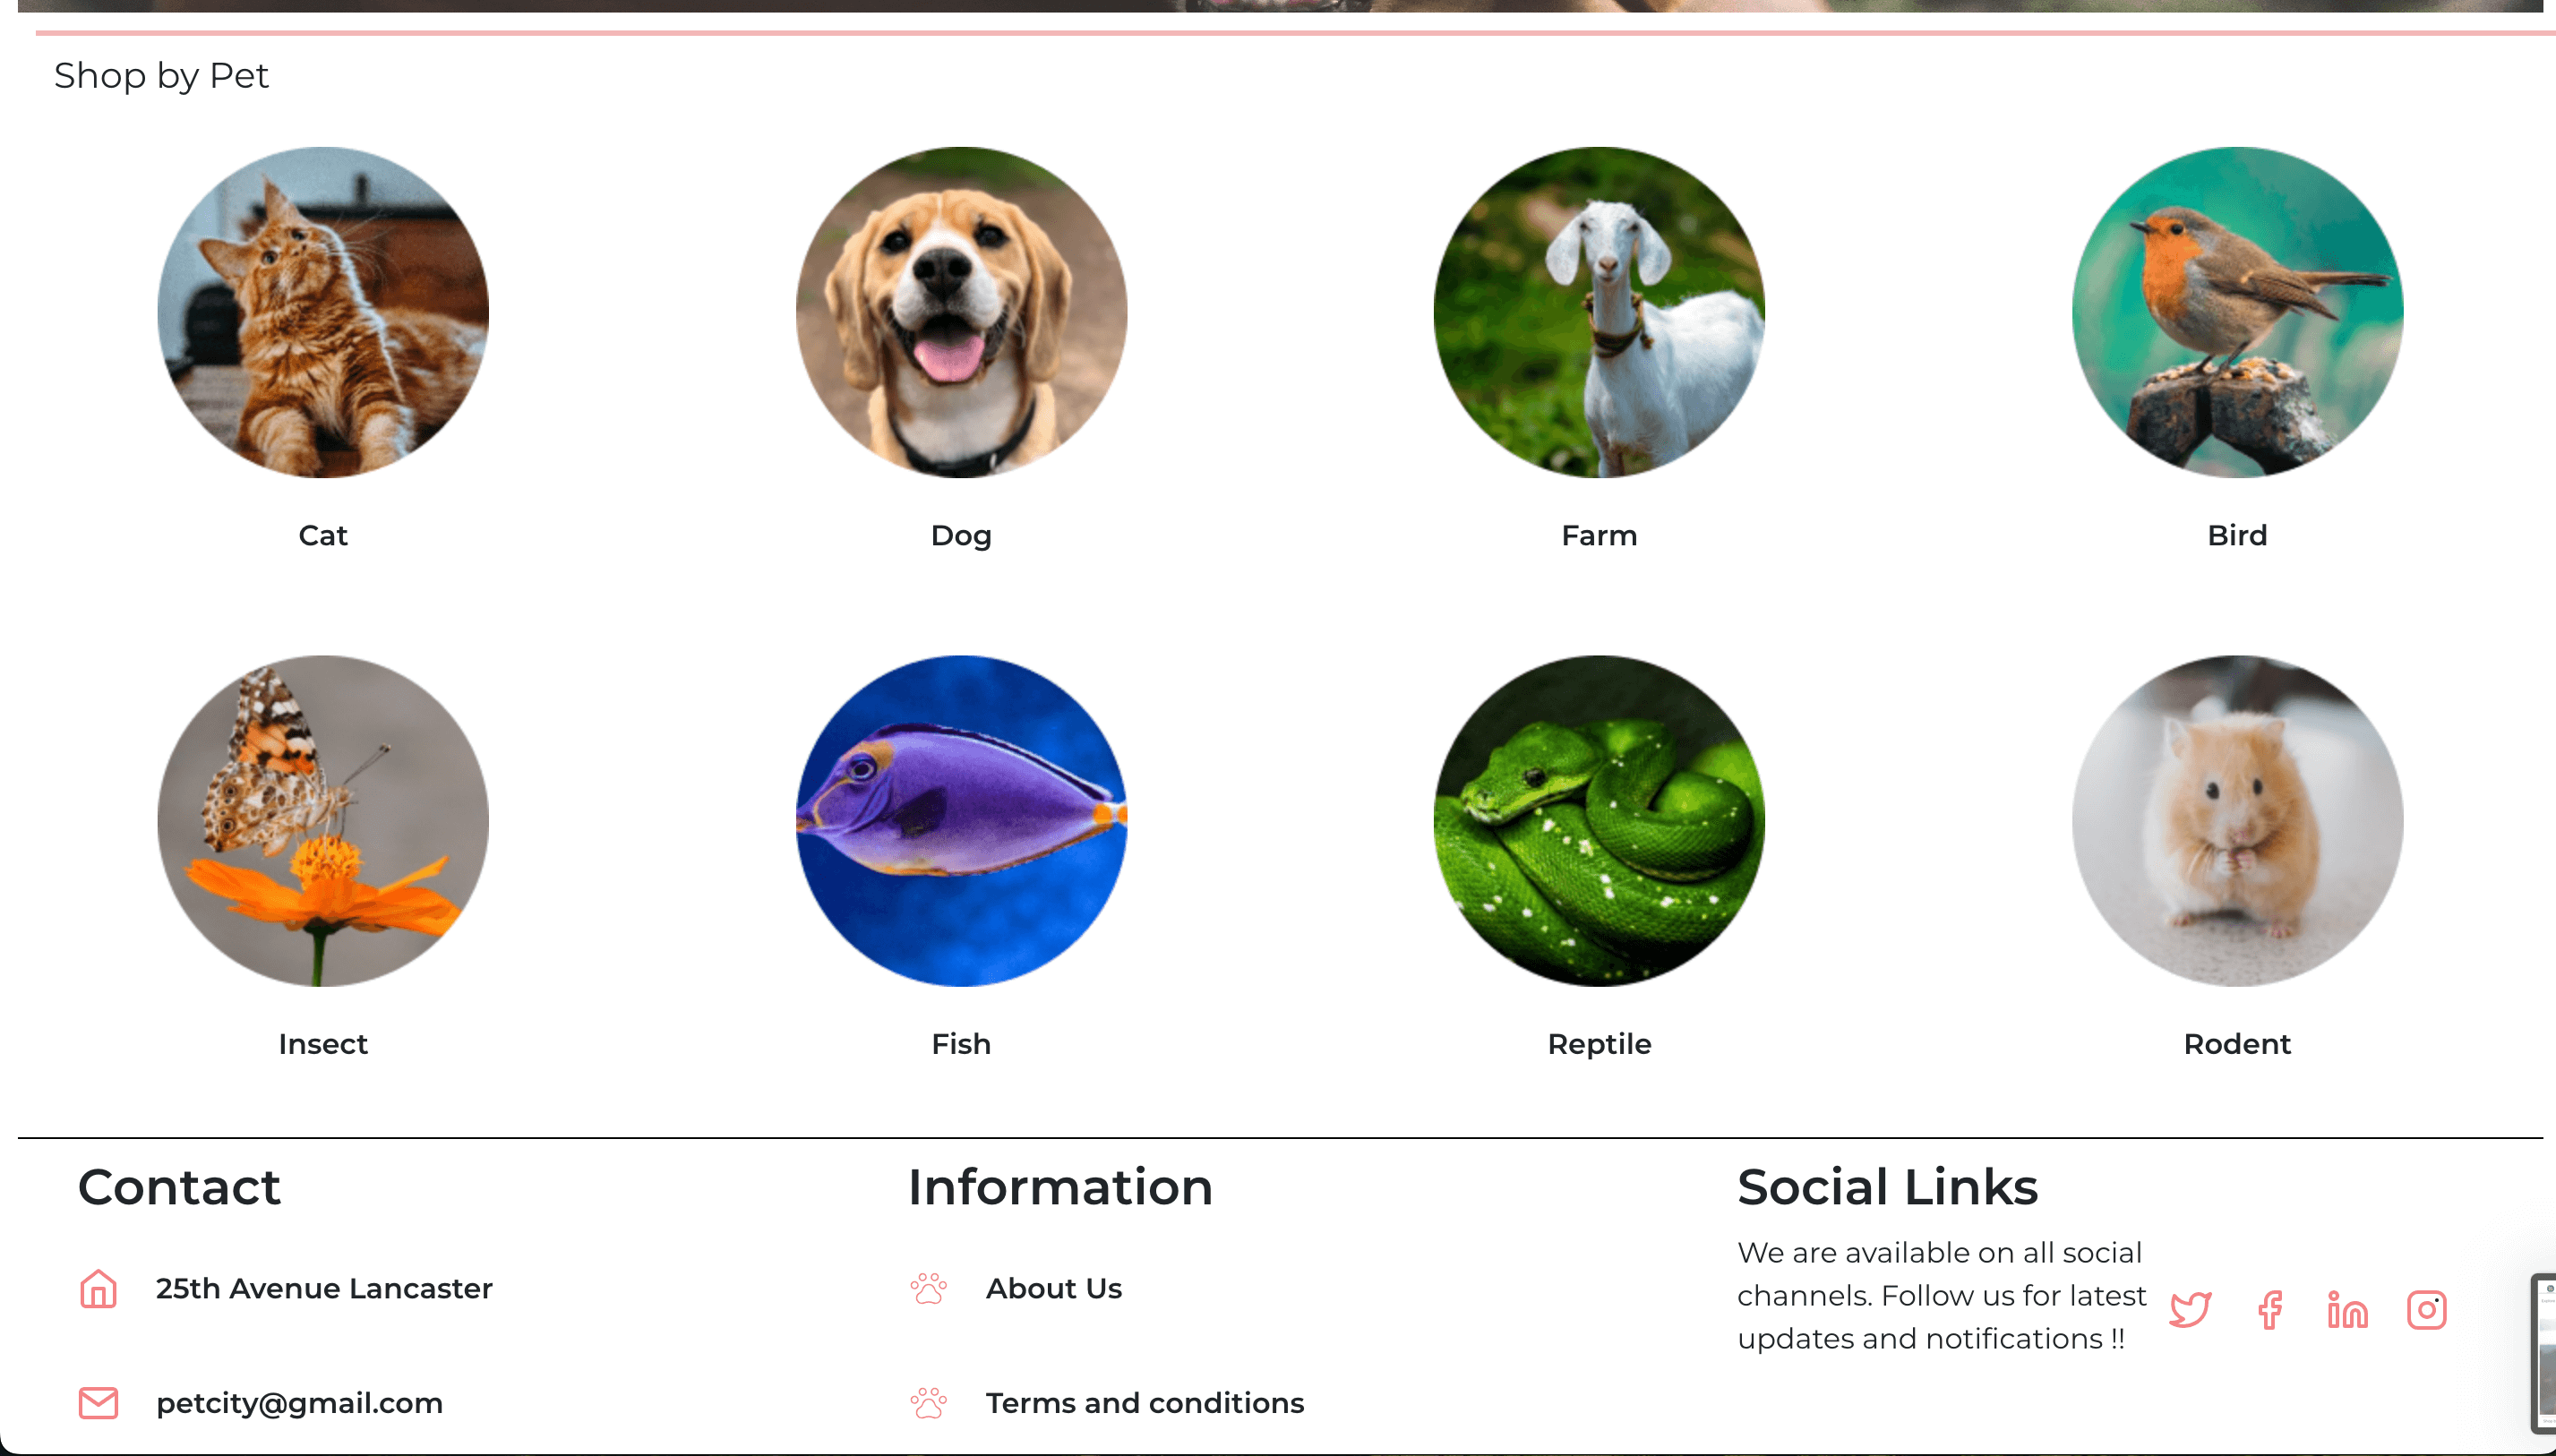 Shop by Pet
Cat
Dog
Farm
Bird
Insect
Fish
Reptile
Rodent
Contact
25th Avenue Lancaster
petcity@gmail.com
Information
About Us
Terms and conditions
Social Links
We are available on all social
channels. Follow us for latest
updates and notifications !!